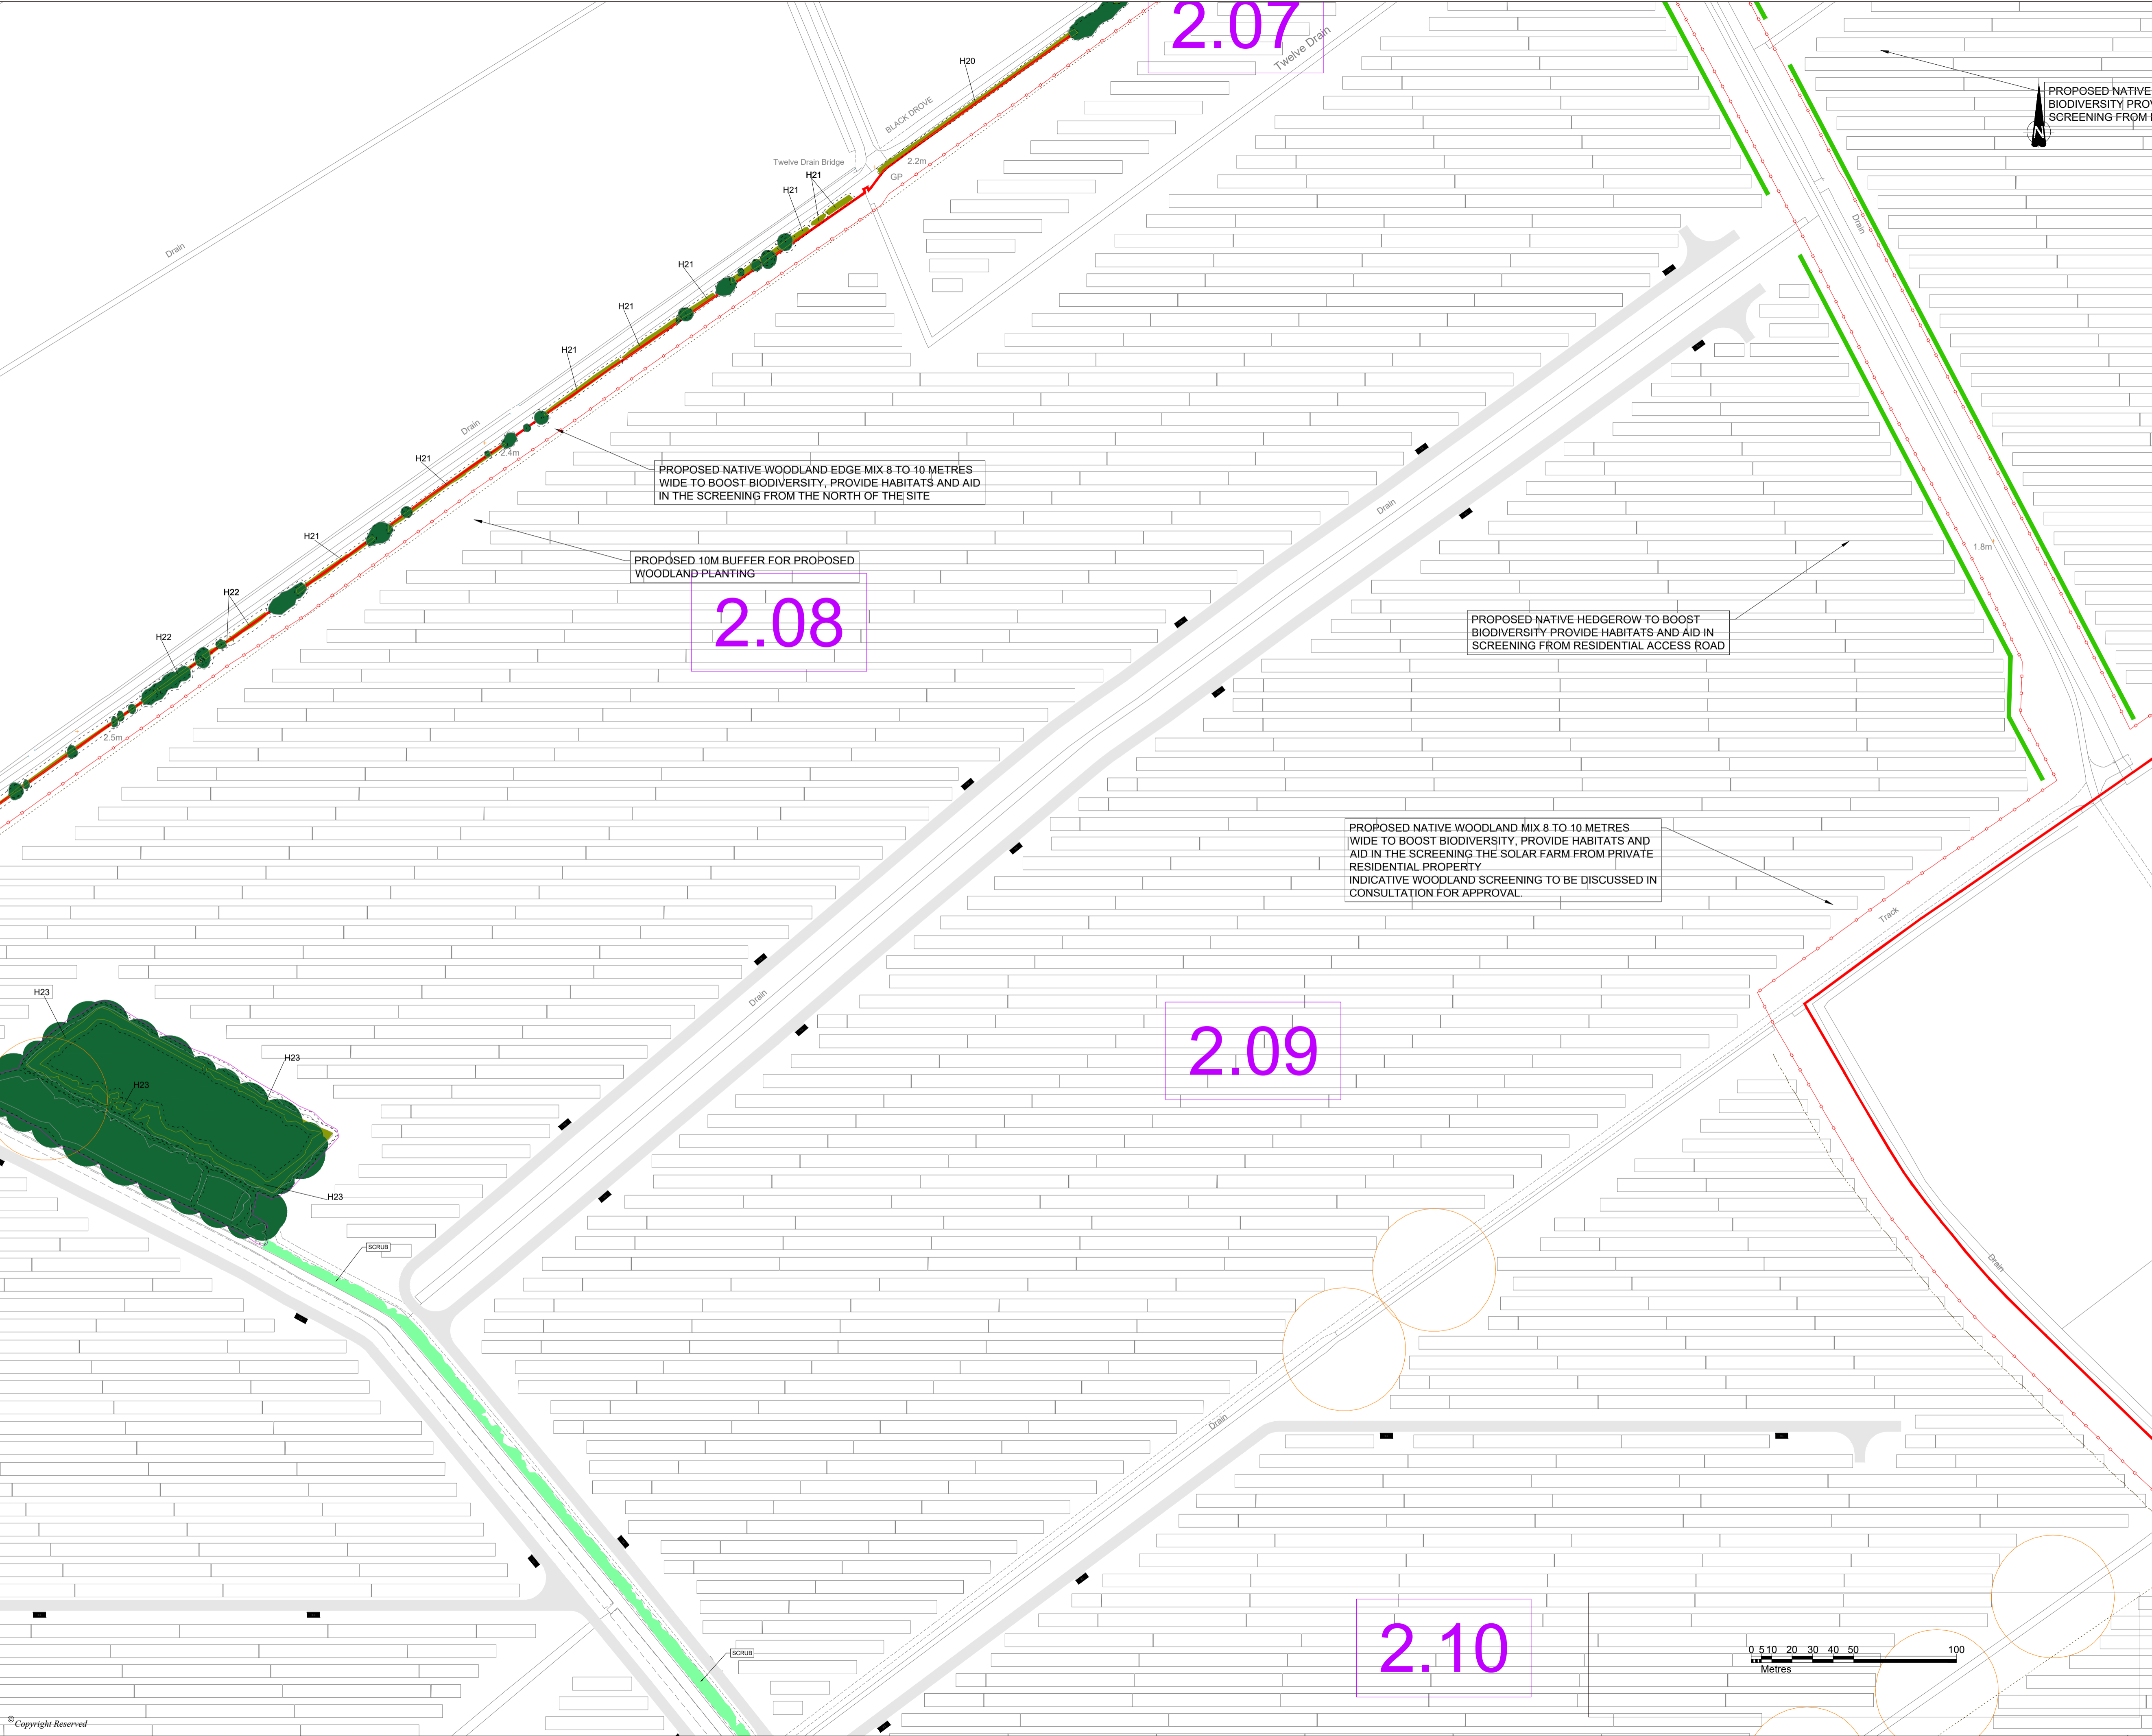 2.07
Twelve Drain
H20
BLACK DROVE
PROPOSED NATIVE
BIODIVERSITY PROV
SCREENING FROM
N
Twelve Drain Bridge
2.2m
GP
H21
H21
Drain
Drain
H21
H21
H21
Drain
2.4m
H21
PROPOSED NATIVE WOODLAND EDGE MIX 8 TO 10 METRES
WIDE TO BOOST BIODIVERSITY, PROVIDE HABITATS AND AID
IN THE SCREENING FROM THE NORTH OF THE SITE
Drain
H21
PROPOSED 10M BUFFER FOR PROPOSED
WOODLAND PLANTING
1.8m
H22
2.08
PROPOSED NATIVE HEDGEROW TO BOOST
BIODIVERSITY PROVIDE HABITATS AND AID IN
SCREENING FROM RESIDENTIAL ACCESS ROAD
H22
2.5m
PROPOSED NATIVE WOODLAND MIX 8 TO 10 METRES
WIDE TO BOOST BIODIVERSITY, PROVIDE HABITATS AND
AID IN THE SCREENING THE SOLAR FARM FROM PRIVATE
RESIDENTIAL PROPERTY
INDICATIVE WOODLAND SCREENING TO BE DISCUSSED IN
CONSULTATION FOR APPROVAL.
Track
H23
Drain
2.09
H23
H23
H23
SCRUB
Drain
Drain
SCRUB
2.10
0 5 10 20 30 40 50 100
Metres
© Copyright Reserved